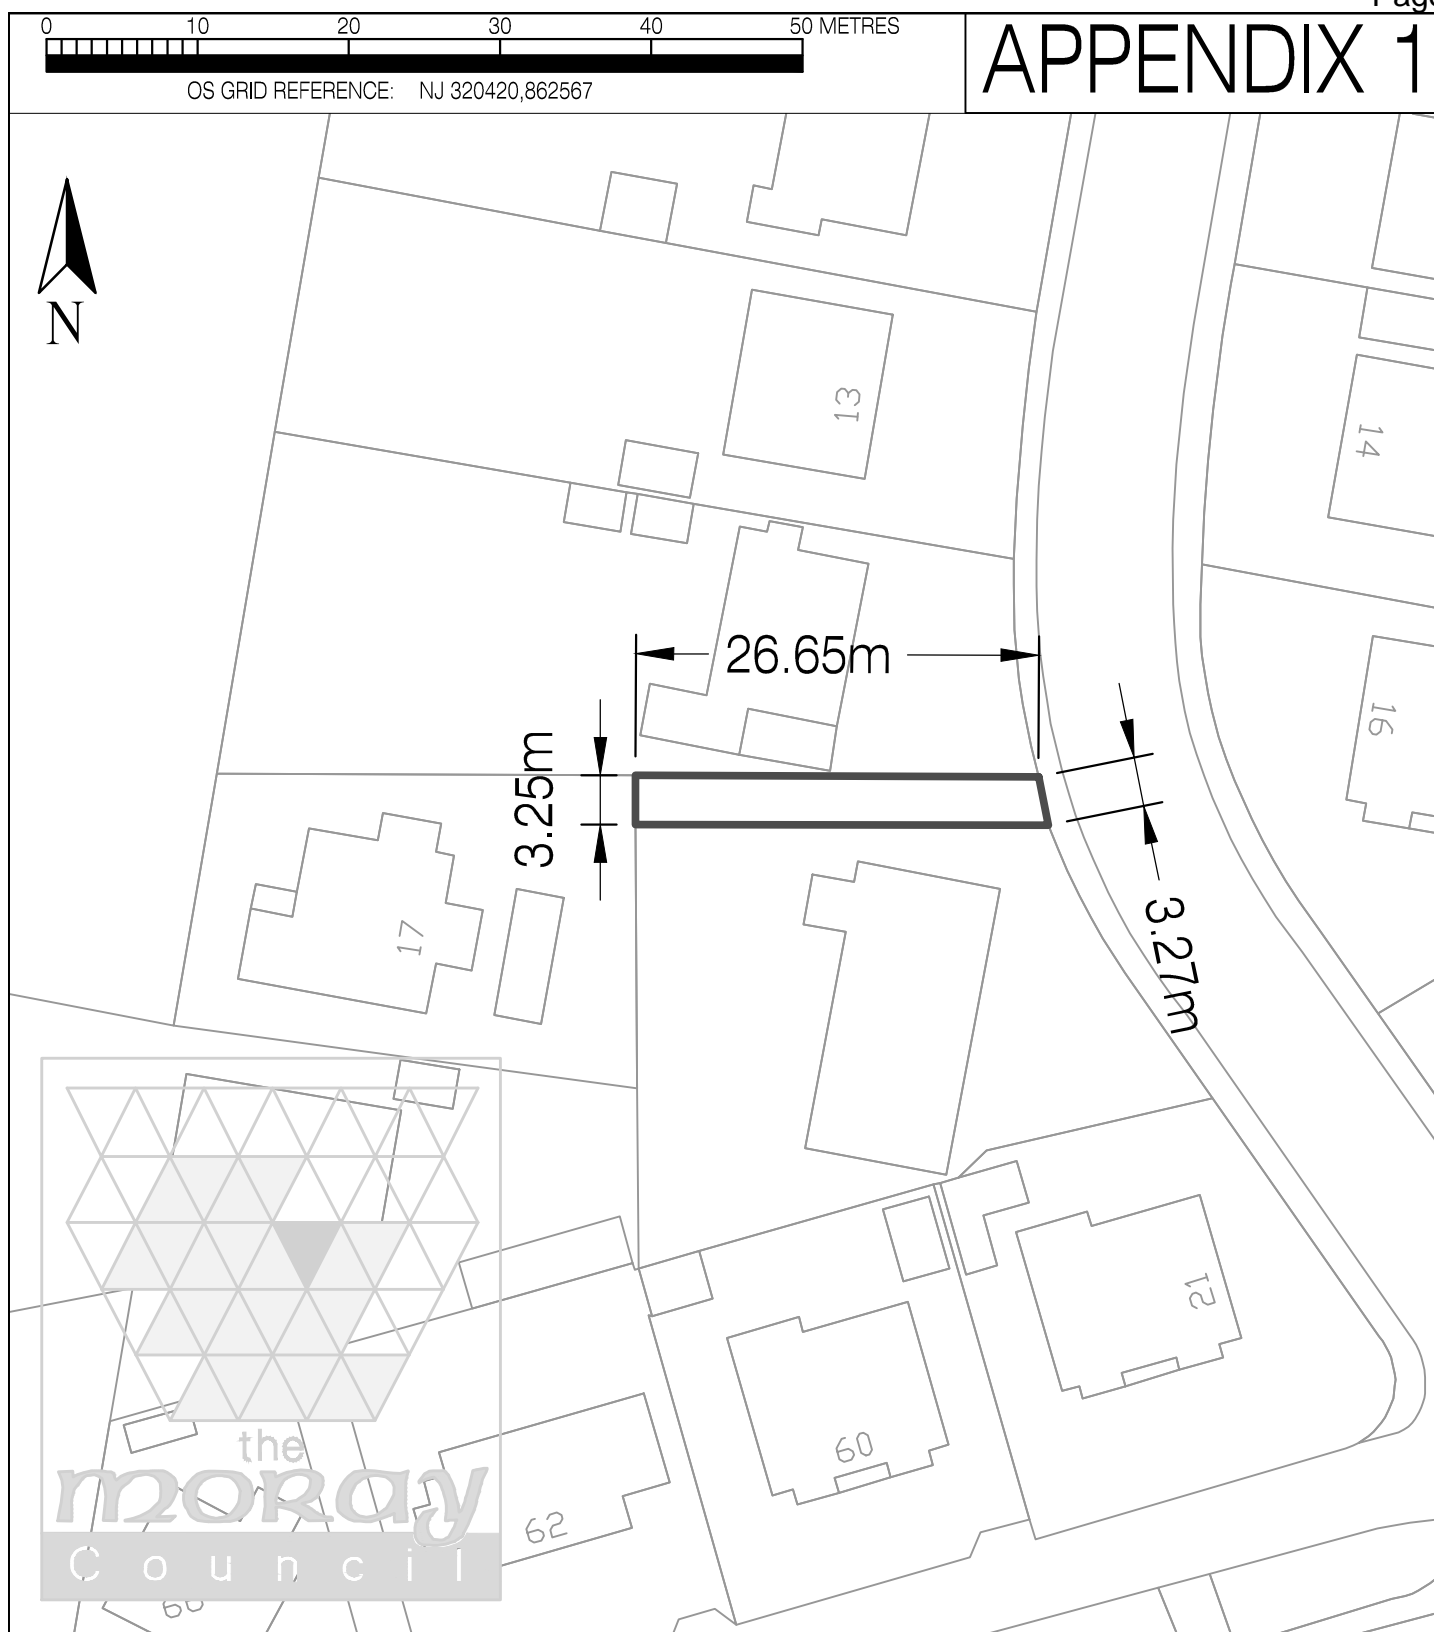 0 10 20 30 40 50 METRES
OS GRID REFERENCE: NJ 320420,862567
APPENDIX 1
N
13
14
26.65m
16
3.25m
3.27m
17
21
60
62
the
moray
Council